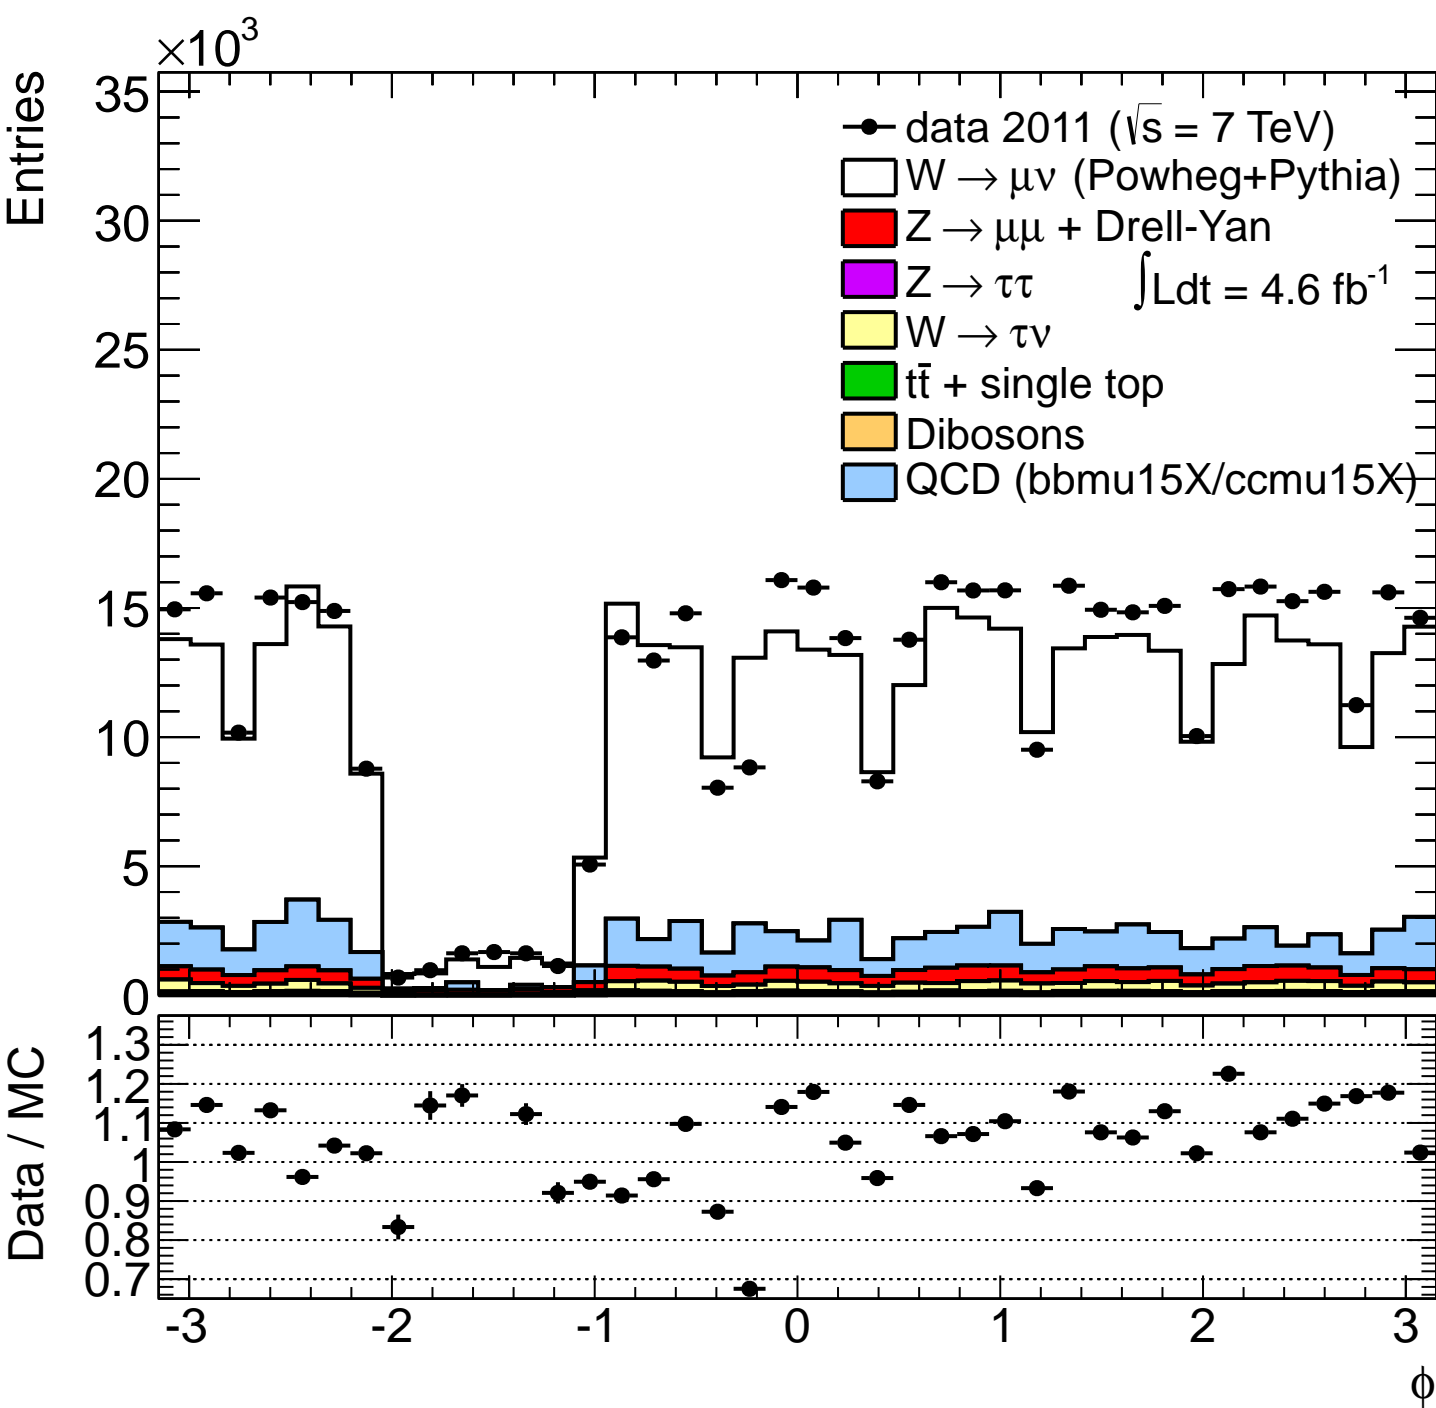 ×10³
Entries
35
30
25
20
15
10
5
0
data 2011 (√s = 7 TeV)
W → μν (Powheg+Pythia)
Z → μμ + Drell-Yan
Z → ττ
∫Ldt = 4.6 fb⁻¹
W → τν
tt̄ + single top
Dibosons
QCD (bbmu15X/ccmu15X)
Data / MC
1.3
1.2
1.1
1
0.9
0.8
0.7
-3 -2 -1 0 1 2 3
ϕ